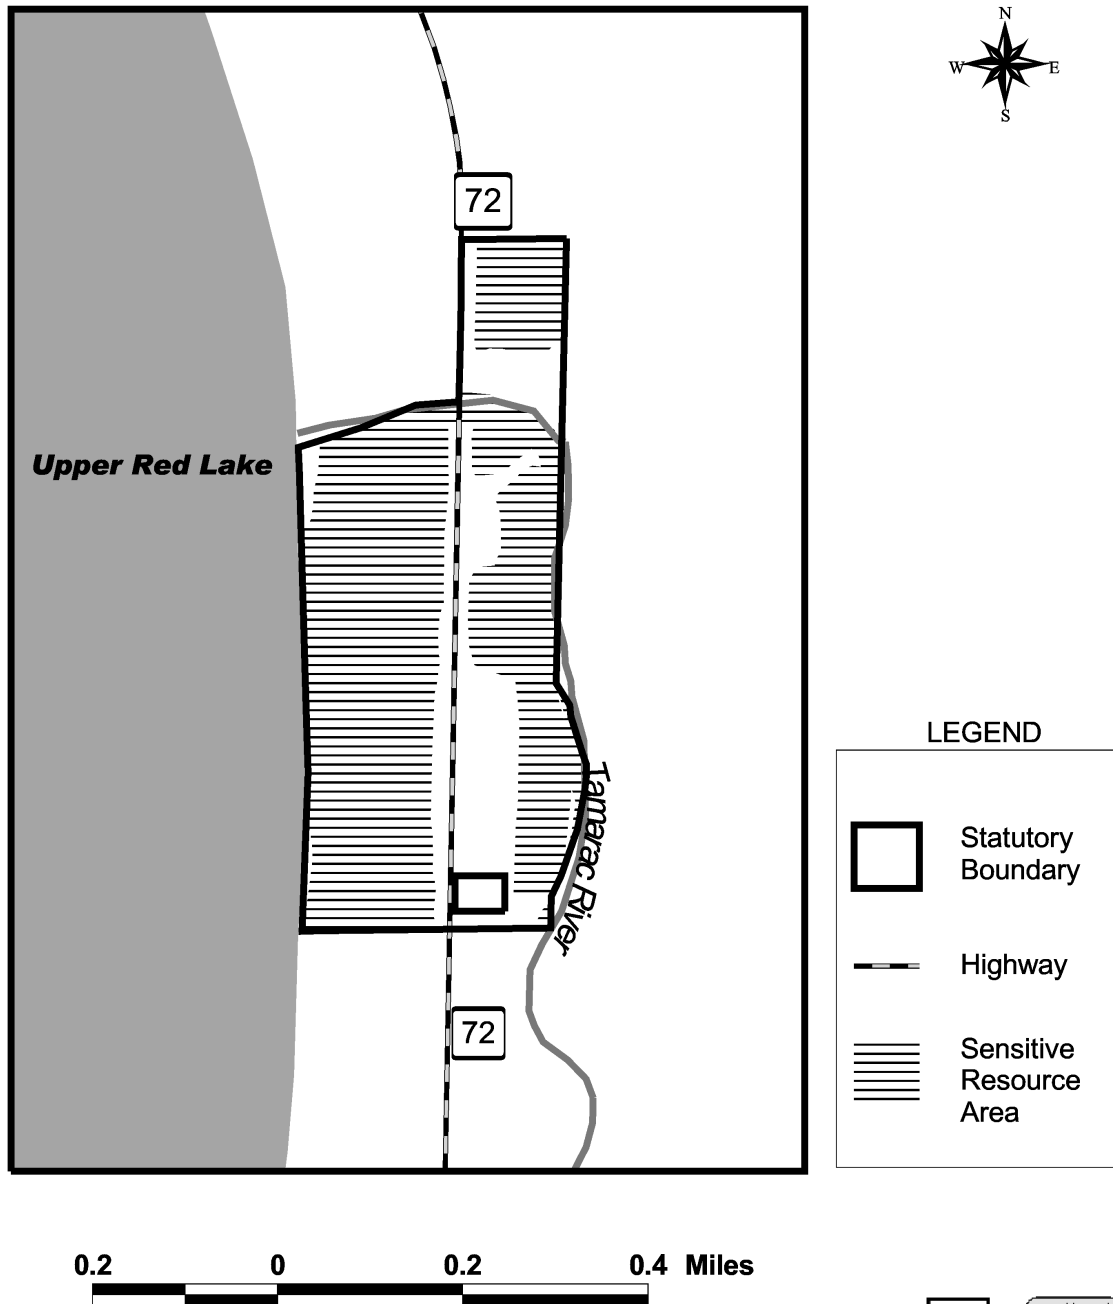 N
W E
S
72
Upper Red Lake
Tamarac River
72
LEGEND
Statutory
Boundary
Highway
Sensitive
Resource
Area
0.2 0 0.2 0.4 Miles